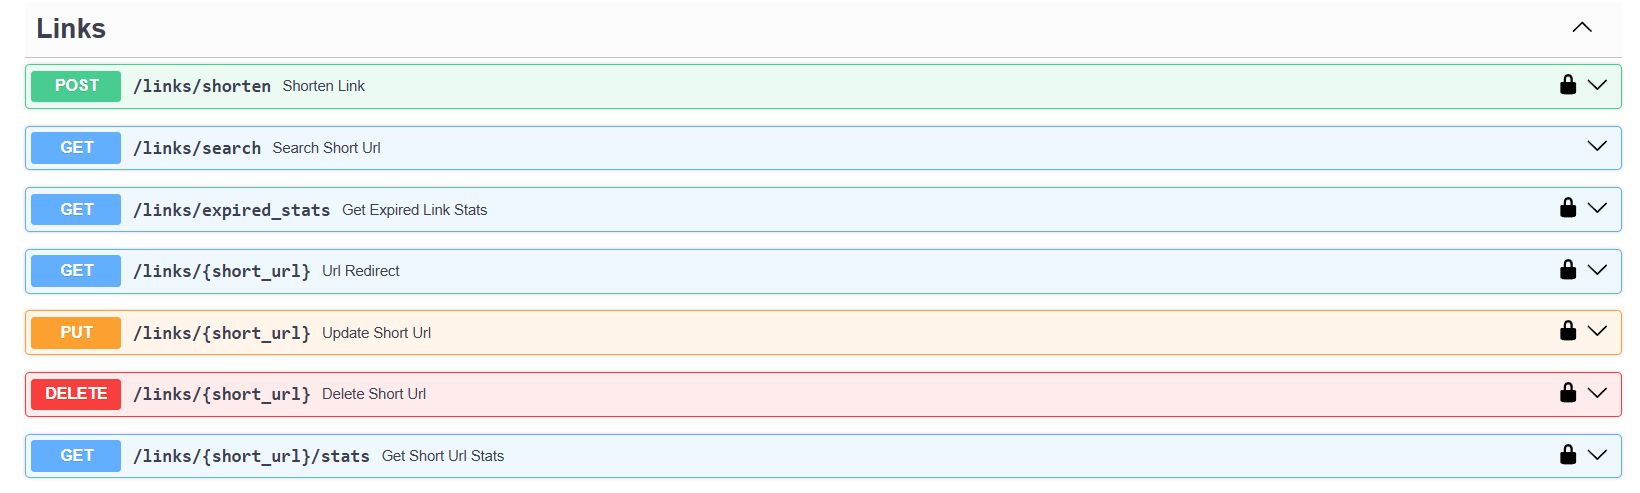 Links
POST /links/shorten Shorten Link
GET /links/search Search Short Url
GET /links/expired_stats Get Expired Link Stats
GET /links/{short_url} Url Redirect
PUT /links/{short_url} Update Short Url
DELETE /links/{short_url} Delete Short Url
GET /links/{short_url}/stats Get Short Url Stats